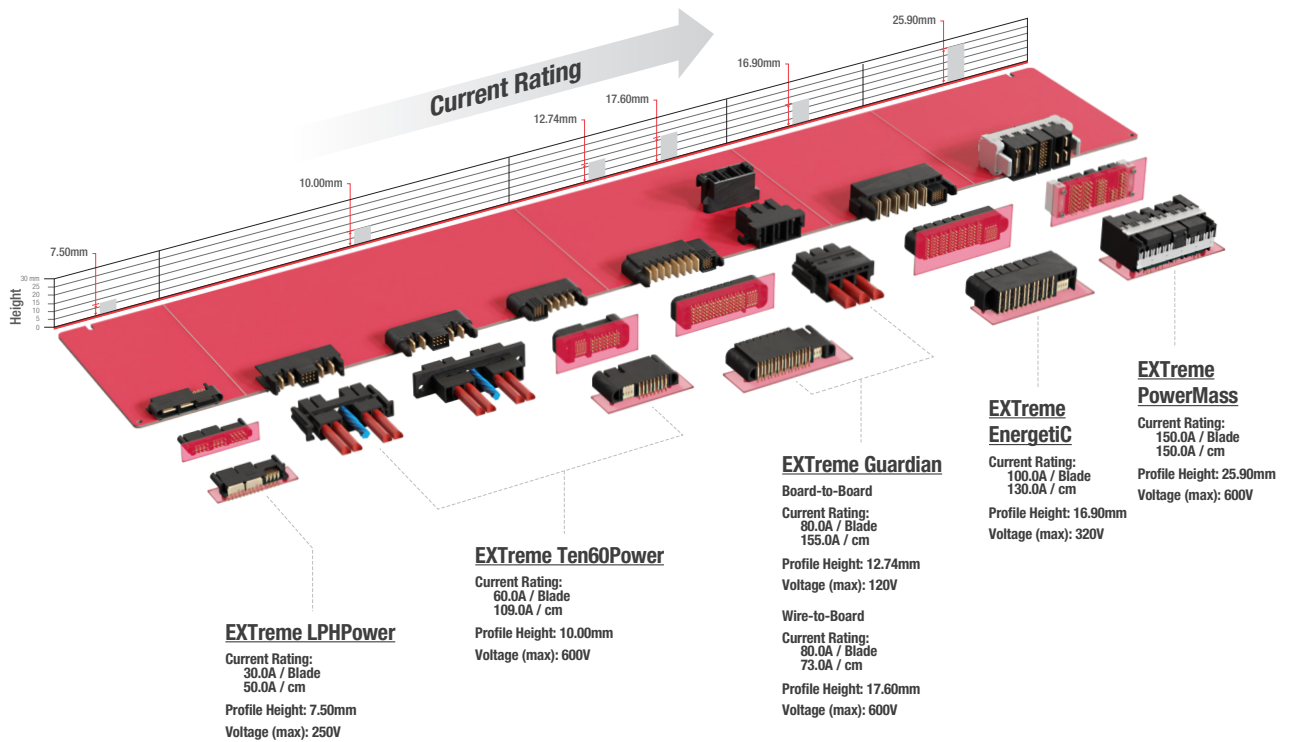 Current Rating
25.90mm
16.90mm
17.60mm
12.74mm
10.00mm
7.50mm
Height
30 mm
25
20
15
10
5
0
EXTreme LPHPower
Current Rating:
30.0A / Blade
50.0A / cm
Profile Height: 7.50mm
Voltage (max): 250V
EXTreme Ten60Power
Current Rating:
60.0A / Blade
109.0A / cm
Profile Height: 10.00mm
Voltage (max): 600V
EXTreme Guardian
Board-to-Board
Current Rating:
80.0A / Blade
155.0A / cm
Profile Height: 12.74mm
Voltage (max): 120V
Wire-to-Board
Current Rating:
80.0A / Blade
73.0A / cm
Profile Height: 17.60mm
Voltage (max): 600V
EXTreme
EnergetiC
Current Rating:
100.0A / Blade
130.0A / cm
Profile Height: 16.90mm
Voltage (max): 320V
EXTreme
PowerMass
Current Rating:
150.0A / Blade
150.0A / cm
Profile Height: 25.90mm
Voltage (max): 600V